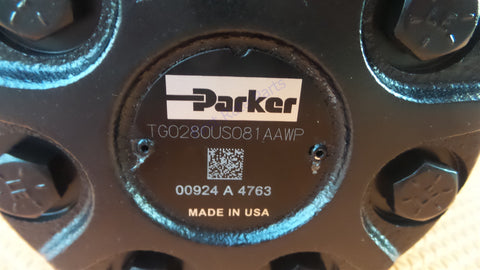 Parker
TG0280US081AAWP
00924 A 4763
MADE IN USA